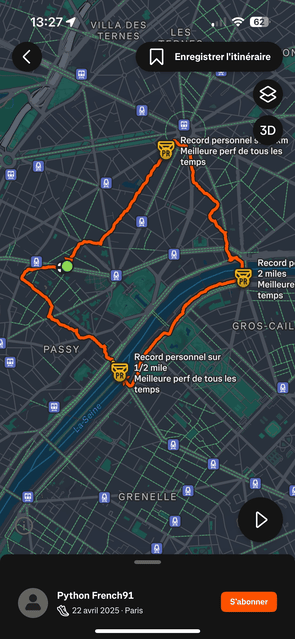 13:27
62
VILLA DES
TERNES
LES
TERNES
Enregistrer l'itinéraire
3D
PR
Record personnel sur
Meilleure perf de tous les
temps
PR
Record p
2 miles
Meilleure
temps
GROS-CAIL
PASSY
PR
Record personnel sur
1/2 mile
Meilleure perf de tous les
temps
La Seine
GRENELLE
Python French91
22 avril 2025 · Paris
S'abonner